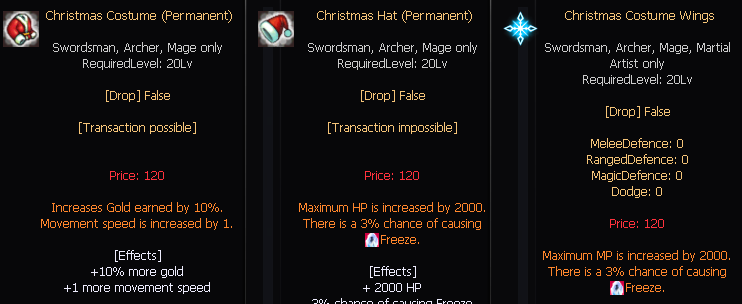 Christmas Costume (Permanent)
Swordsman, Archer, Mage only
RequiredLevel: 20Lv
[Drop] False
[Transaction possible]
Price: 120
Increases Gold earned by 10%.
Movement speed is increased by 1.
[Effects]
+10% more gold
+1 more movement speed
Christmas Hat (Permanent)
Swordsman, Archer, Mage only
RequiredLevel: 20Lv
[Drop] False
[Transaction impossible]
Price: 120
Maximum HP is increased by 2000.
There is a 3% chance of causing
Freeze.
[Effects]
+ 2000 HP
3% chance of causing Freeze
Christmas Costume Wings
Swordsman, Archer, Mage, Martial
Artist only
RequiredLevel: 20Lv
[Drop] False
MeleeDefence: 0
RangedDefence: 0
MagicDefence: 0
Dodge: 0
Price: 120
Maximum MP is increased by 2000.
There is a 3% chance of causing
Freeze.